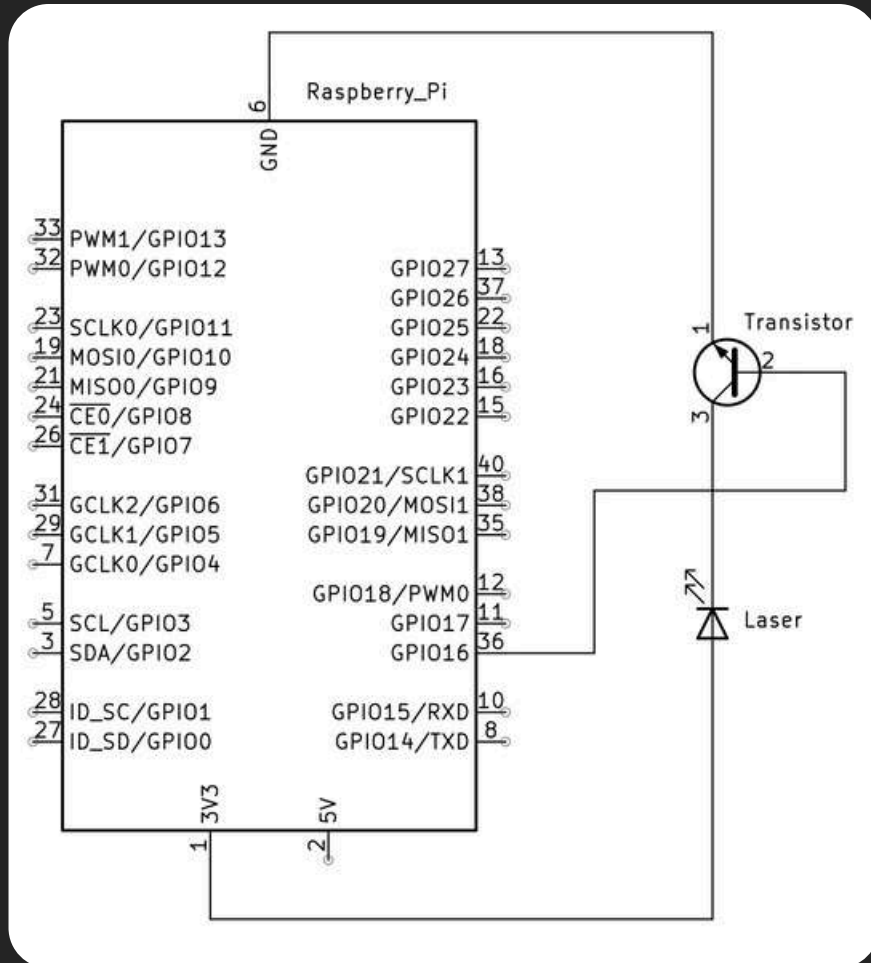 Raspberry_Pi
6
GND
33 PWM1/GPIO13
32 PWM0/GPIO12
GPIO27 13
GPIO26 37
23 SCLK0/GPIO11
GPIO25 22
19 MOSI0/GPIO10
GPIO24 18
21 MISO0/GPIO9
GPIO23 16
24 CE0/GPIO8
GPIO22 15
26 CE1/GPIO7
GPIO21/SCLK1 40
31 GCLK2/GPIO6
GPIO20/MOSI1 38
29 GCLK1/GPIO5
GPIO19/MISO1 35
7 GCLK0/GPIO4
GPIO18/PWM0 12
5 SCL/GPIO3
GPIO17 11
3 SDA/GPIO2
GPIO16 36
28 ID_SC/GPIO1
GPIO15/RXD 10
27 ID_SD/GPIO0
GPIO14/TXD 8
3V3
5V
1
2
1
Transistor
2
3
Laser